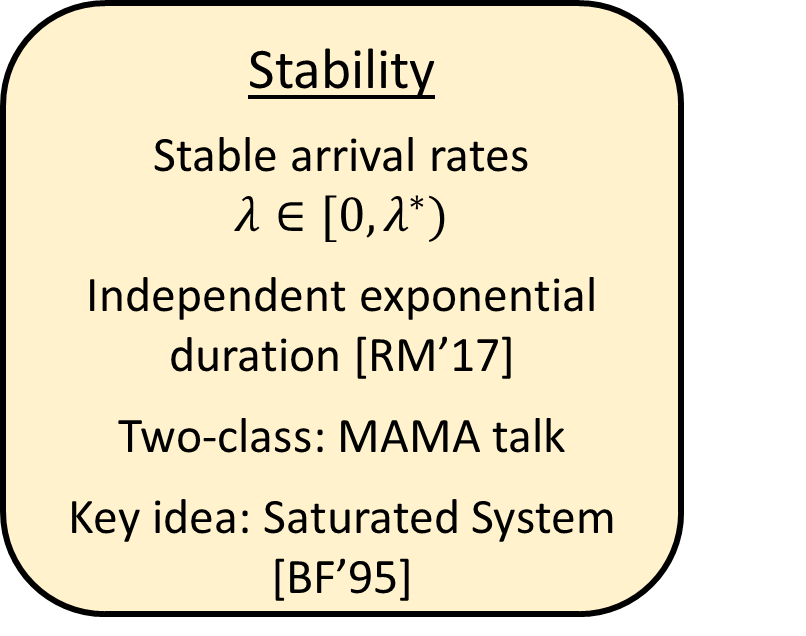 Stability
Stable arrival rates
λ ∈ [0, λ*)
Independent exponential
duration [RM’17]
Two-class: MAMA talk
Key idea: Saturated System
[BF’95]